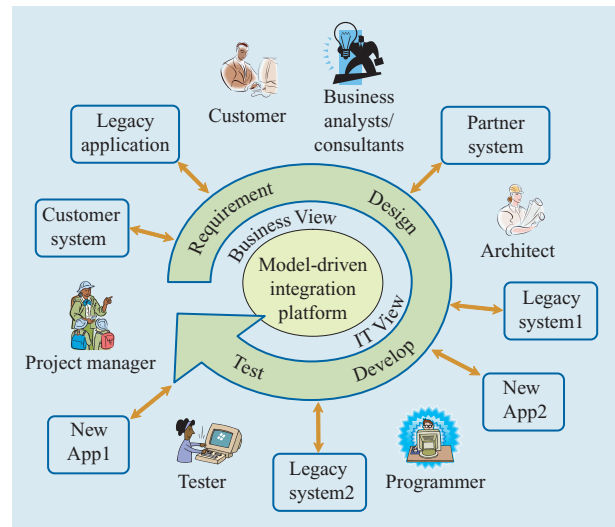 Customer
Business
analysts/
consultants
Legacy
application
Partner
system
Requirement
Design
Customer
system
Business View
Architect
Model-driven
integration
platform
Legacy
system1
IT View
Project manager
Test
Develop
New
App2
New
App1
Tester
Legacy
system2
Programmer